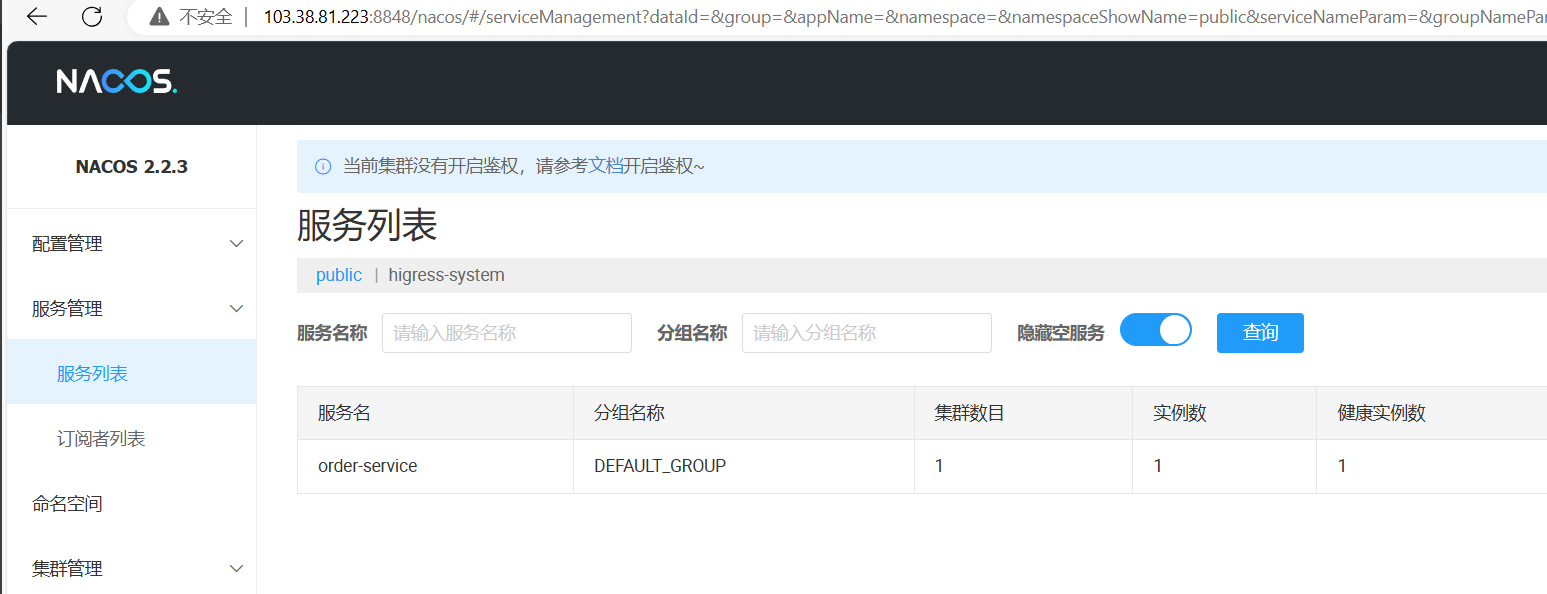 不安全 | 103.38.81.223:8848/nacos/#/serviceManagement?dataId=&group=&appName=&namespace=&namespaceShowName=public&serviceNameParam=&groupNamePar
NACOS.
NACOS 2.2.3
当前集群没有开启鉴权，请参考文档开启鉴权~
服务列表
配置管理
public | higress-system
服务管理
服务名称 请输入服务名称 分组名称 请输入分组名称 隐藏空服务 查询
服务列表
服务名 分组名称 集群数目 实例数 健康实例数
订阅者列表
order-service DEFAULT_GROUP 1 1 1
命名空间
集群管理